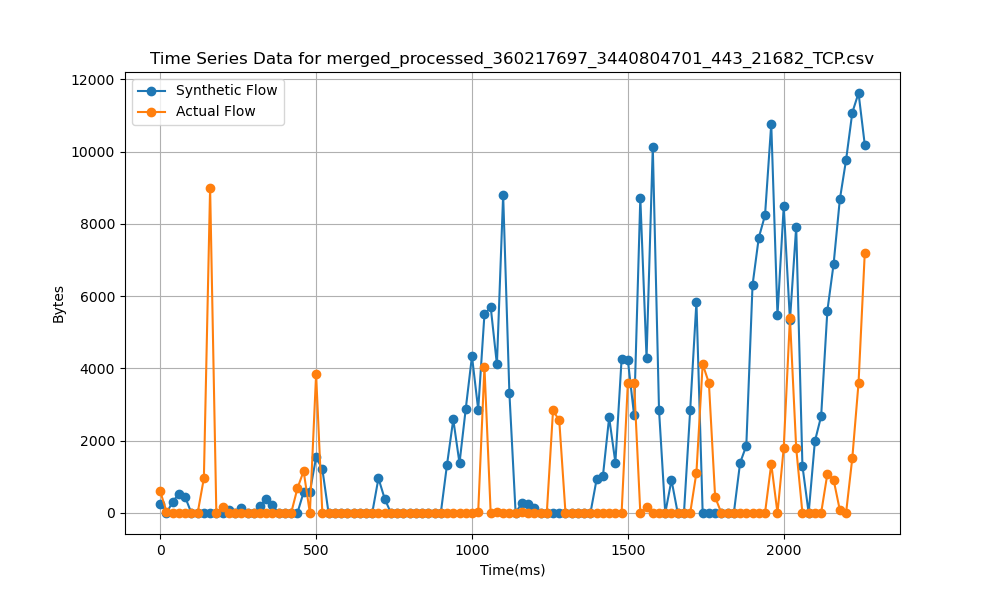 Time Series Data for merged_processed_360217697_3440804701_443_21682_TCP.csv
Synthetic Flow
Actual Flow
12000
10000
8000
6000
4000
2000
0
Bytes
0 500 1000 1500 2000
Time(ms)